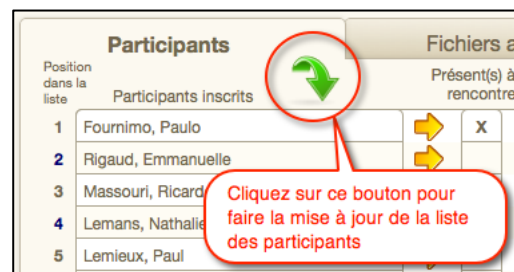 Participants
Fichiers a
Position
dans la
liste
Participants inscrits
Présent(s) à
rencontre
1 Fournimo, Paulo X
2 Rigaud, Emmanuelle
3 Massouri, Ricard
4 Lemans, Nathalie
5 Lemieux, Paul
Cliquez sur ce bouton pour
faire la mise à jour de la liste
des participants